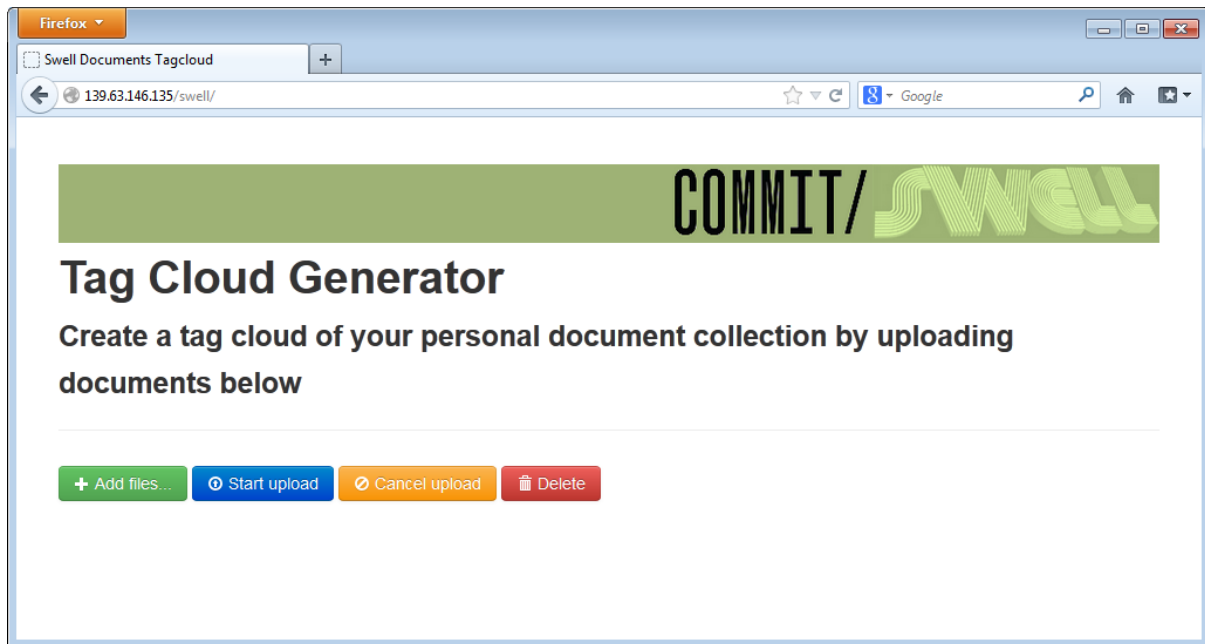 Firefox
Swell Documents Tagcloud
139.63.146.135/swell/
Google
COMMIT/ SWELL
Tag Cloud Generator
Create a tag cloud of your personal document collection by uploading
documents below
Add files... Start upload Cancel upload Delete